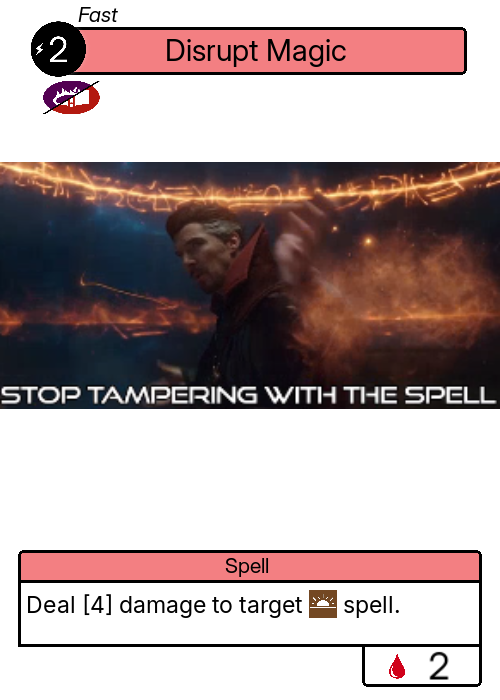 Fast
2
Disrupt Magic
STOP TAMPERING WITH THE SPELL
Spell
Deal [4] damage to target spell.
2